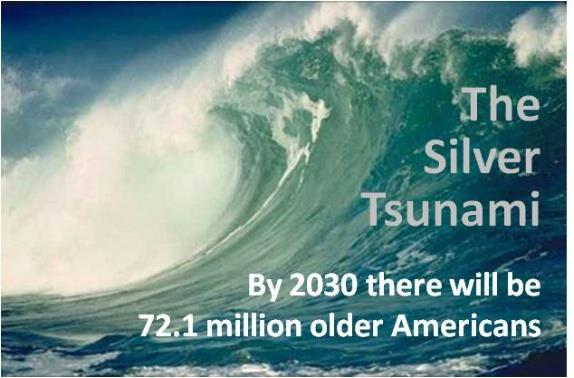 The
Silver
Tsunami
By 2030 there will be
72.1 million older Americans